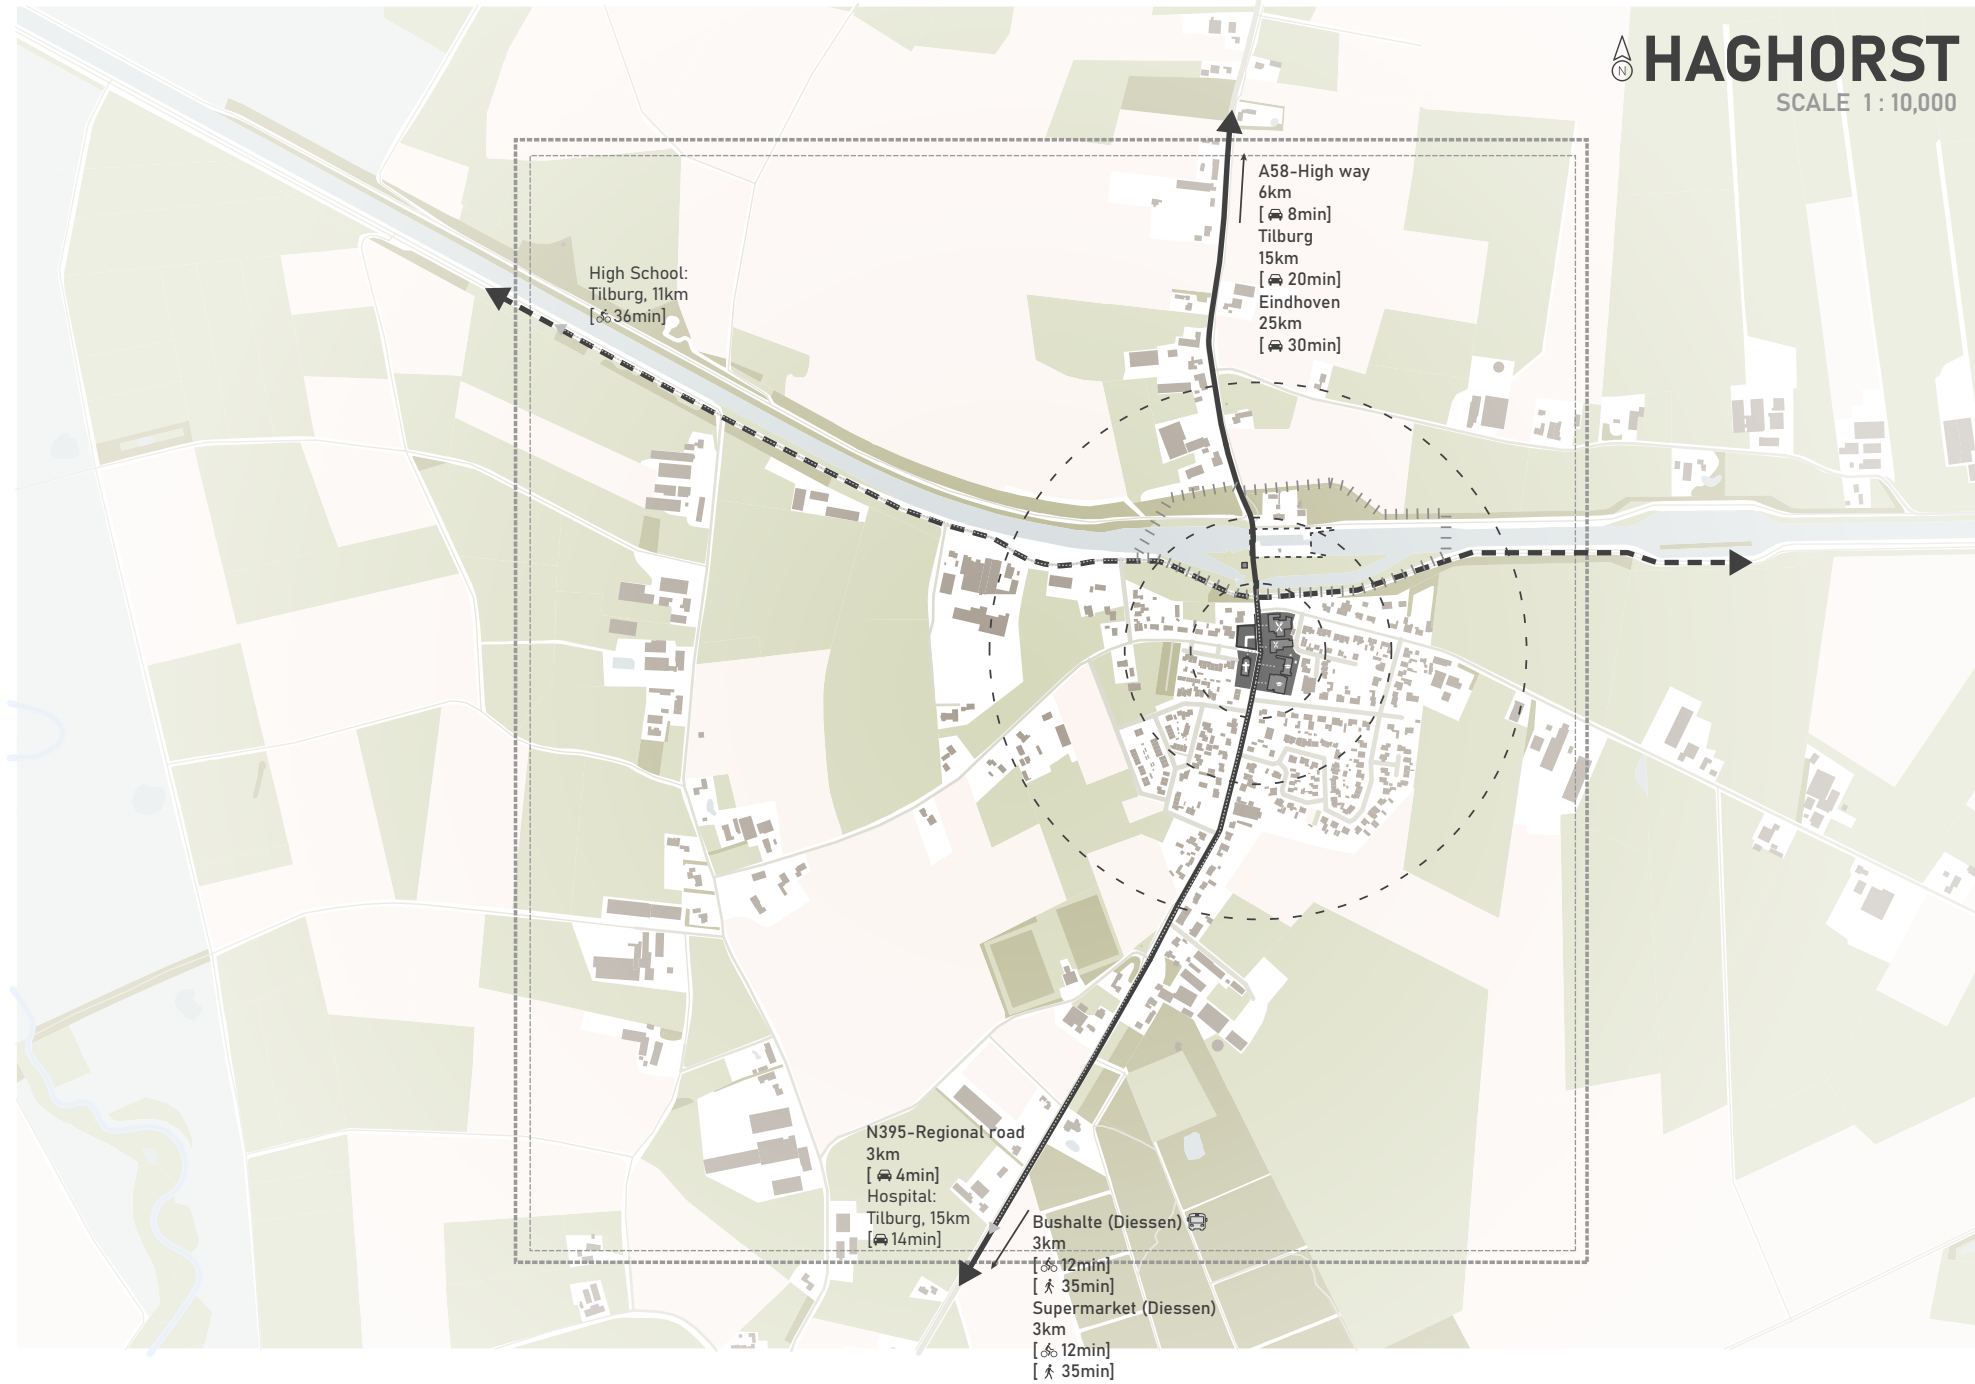 N
HAGHORST
SCALE 1 : 10,000
A58-High way
6km
[ 8min]
Tilburg
15km
[ 20min]
Eindhoven
25km
[ 30min]
High School:
Tilburg, 11km
[ 36min]
N395-Regional road
3km
[ 4min]
Hospital:
Tilburg, 15km
[ 14min]
Bushalte (Diessen)
3km
[ 12min]
[ 35min]
Supermarket (Diessen)
3km
[ 12min]
[ 35min]